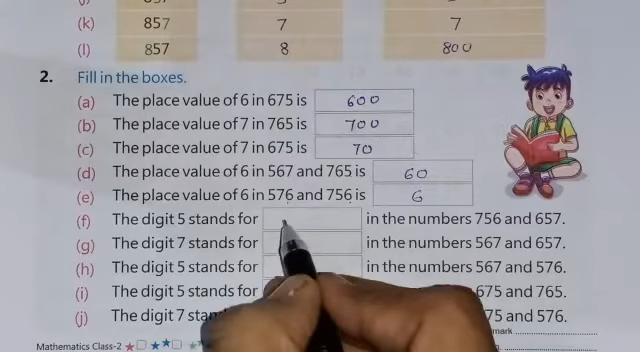 (k) 857 7 7
(l) 857 8 800
2. Fill in the boxes.
(a) The place value of 6 in 675 is 600
(b) The place value of 7 in 765 is 700
(c) The place value of 7 in 675 is 70
(d) The place value of 6 in 567 and 765 is 60
(e) The place value of 6 in 576 and 756 is 6
(f) The digit 5 stands for in the numbers 756 and 657.
(g) The digit 7 stands for in the numbers 567 and 657.
(h) The digit 5 stands for in the numbers 567 and 576.
(i) The digit 5 stands for 675 and 765.
(j) The digit 7 75 and 576.
Mathematics Class-2